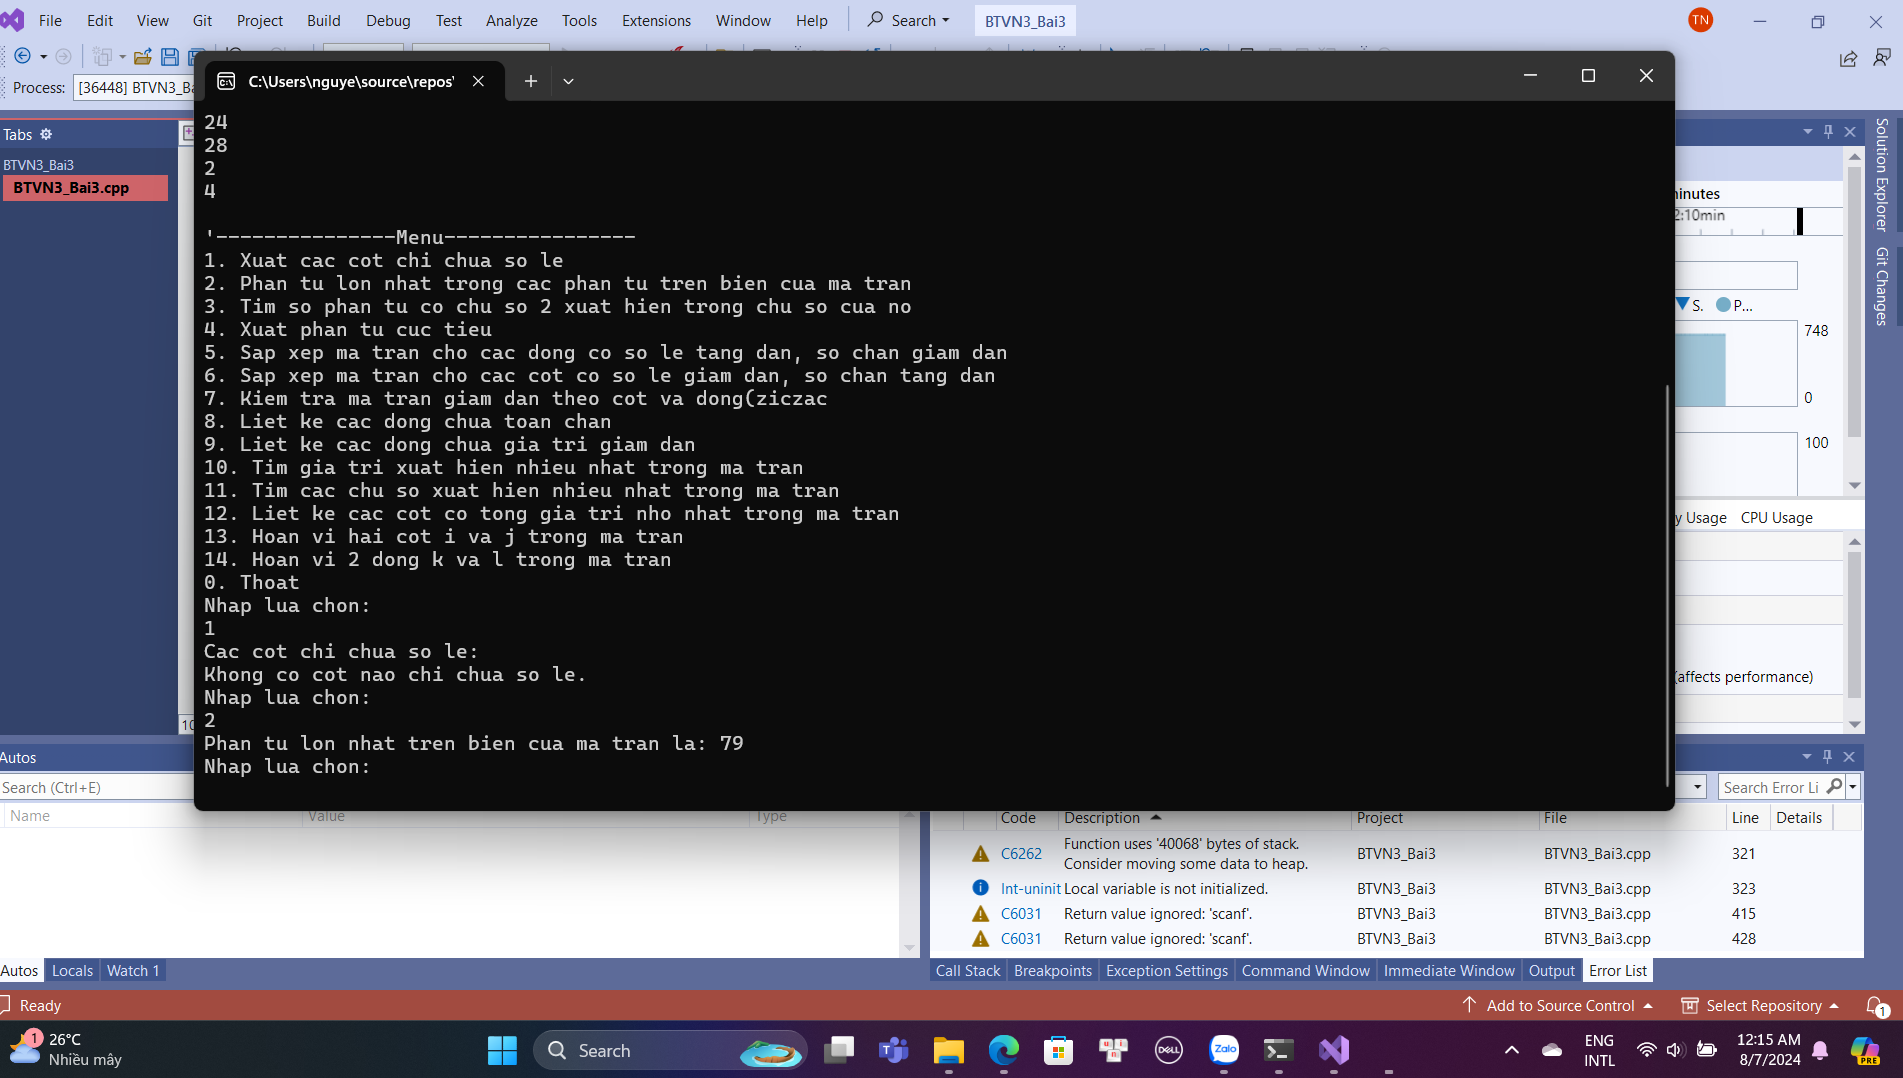 File Edit View Git Project Build Debug Test Analyze Tools Extensions Window Help Search BTVN3_Bai3 TN
Process: [36448] BTVN3_Ba
C:\Users\nguye\source\repos\
Tabs
BTVN3_Bai3
BTVN3_Bai3.cpp
24
28
2
4
'---------------Menu----------------
1. Xuat cac cot chi chua so le
2. Phan tu lon nhat trong cac phan tu tren bien cua ma tran
3. Tim so phan tu co chu so 2 xuat hien trong chu so cua no
4. Xuat phan tu cuc tieu
5. Sap xep ma tran cho cac dong co so le tang dan, so chan giam dan
6. Sap xep ma tran cho cac cot co so le giam dan, so chan tang dan
7. Kiem tra ma tran giam dan theo cot va dong(ziczac
8. Liet ke cac dong chua toan chan
9. Liet ke cac dong chua gia tri giam dan
10. Tim gia tri xuat hien nhieu nhat trong ma tran
11. Tim cac chu so xuat hien nhieu nhat trong ma tran
12. Liet ke cac cot co tong gia tri nho nhat trong ma tran
13. Hoan vi hai cot i va j trong ma tran
14. Hoan vi 2 dong k va l trong ma tran
0. Thoat
Nhap lua chon:
1
Cac cot chi chua so le:
Khong co cot nao chi chua so le.
Nhap lua chon:
2
Phan tu lon nhat tren bien cua ma tran la: 79
Nhap lua chon:
inutes
2:10min
S. P...
748
0
100
y Usage CPU Usage
(affects performance)
Solution Explorer
Git Changes
10
Autos
Search (Ctrl+E)
Name Value Type
Autos Locals Watch 1
Search Error Li
Code Description Project File Line Details
C6262 Function uses '40068' bytes of stack. Consider moving some data to heap. BTVN3_Bai3 BTVN3_Bai3.cpp 321
Int-uninit Local variable is not initialized. BTVN3_Bai3 BTVN3_Bai3.cpp 323
C6031 Return value ignored: 'scanf'. BTVN3_Bai3 BTVN3_Bai3.cpp 415
C6031 Return value ignored: 'scanf'. BTVN3_Bai3 BTVN3_Bai3.cpp 428
Call Stack Breakpoints Exception Settings Command Window Immediate Window Output Error List
Ready Add to Source Control Select Repository 1
1 26°C
Nhiều mây
Search
DELL
Zalo
ENG
INTL
12:15 AM
8/7/2024
PRE